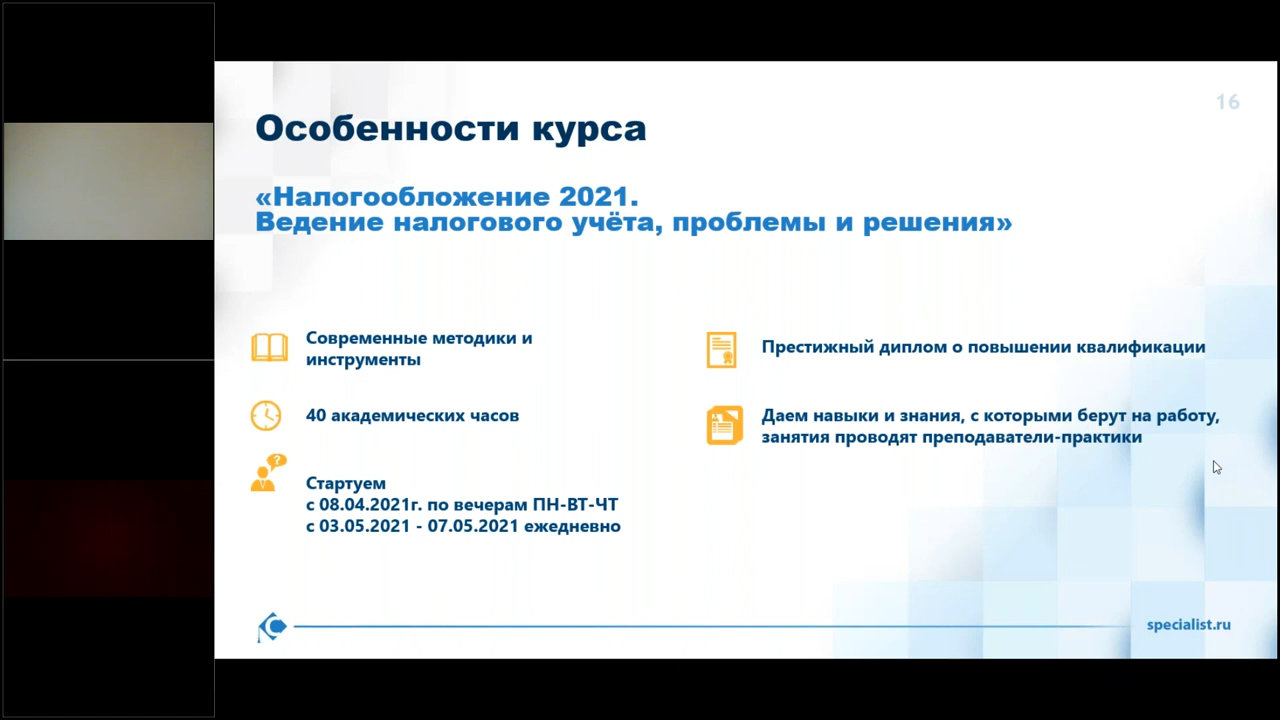 16
Особенности курса
«Налогообложение 2021.
Ведение налогового учёта, проблемы и решения»
Современные методики и
инструменты
40 академических часов
Стартуем
с 08.04.2021г. по вечерам ПН-ВТ-ЧТ
с 03.05.2021 - 07.05.2021 ежедневно
Престижный диплом о повышении квалификации
Даем навыки и знания, с которыми берут на работу,
занятия проводят преподаватели-практики
specialist.ru